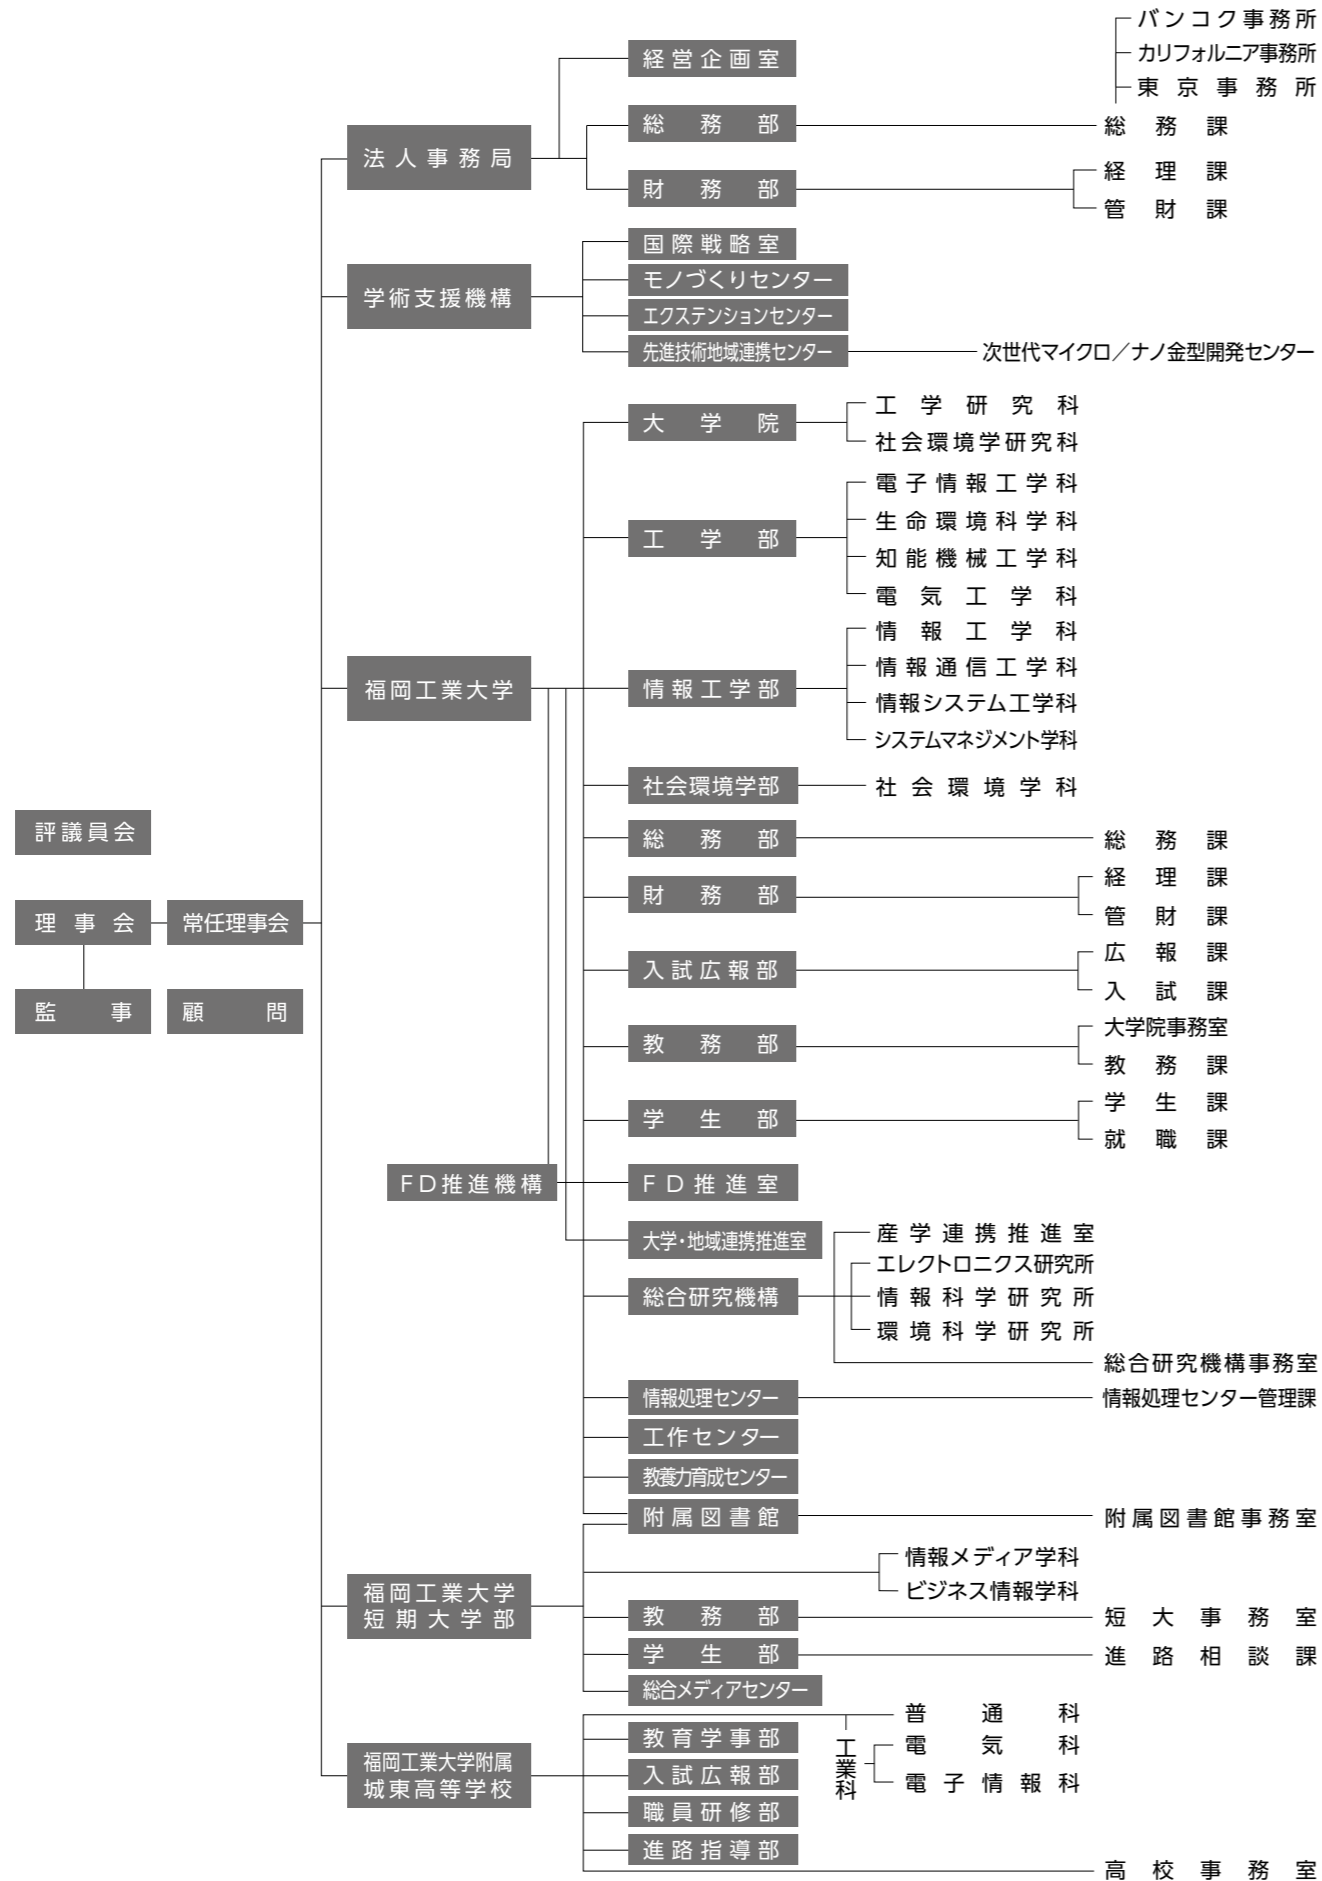 バンコク事務所
カリフォルニア事務所
東京事務所
経営企画室
総務部
総務課
法人事務局
財務部
経理課
管財課
国際戦略室
学術支援機構
モノづくりセンター
エクステンションセンター
先進技術地域連携センター
次世代マイクロ／ナノ金型開発センター
大学院
工学研究科
社会環境学研究科
工学部
電子情報工学科
生命環境科学科
知能機械工学科
電気工学科
福岡工業大学
情報工学部
情報工学科
情報通信工学科
情報システム工学科
システムマネジメント学科
社会環境学部
社会環境学科
評議員会
総務部
総務課
理事会
常任理事会
財務部
経理課
管財課
監事
顧問
入試広報部
広報課
入試課
教務部
大学院事務室
教務課
学生部
学生課
就職課
FD推進機構
FD推進室
大学・地域連携推進室
総合研究機構
産学連携推進室
エレクトロニクス研究所
情報科学研究所
環境科学研究所
総合研究機構事務室
情報処理センター
情報処理センター管理課
工作センター
教養力育成センター
附属図書館
附属図書館事務室
福岡工業大学
短期大学部
情報メディア学科
ビジネス情報学科
教務部
短大事務室
学生部
進路相談課
総合メディアセンター
福岡工業大学附属
城東高等学校
普通科
工業科
電気科
電子情報科
教育学事部
入試広報部
職員研修部
進路指導部
高校事務室